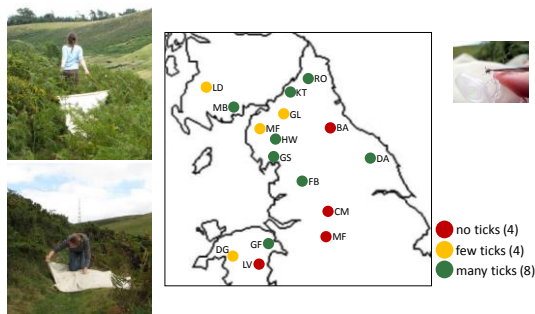 RO
LD
KT
MB
GL
MF
BA
HW
GS
DA
FB
CM
MF
GF
DG
LV
no ticks (4)
few ticks (4)
many ticks (8)